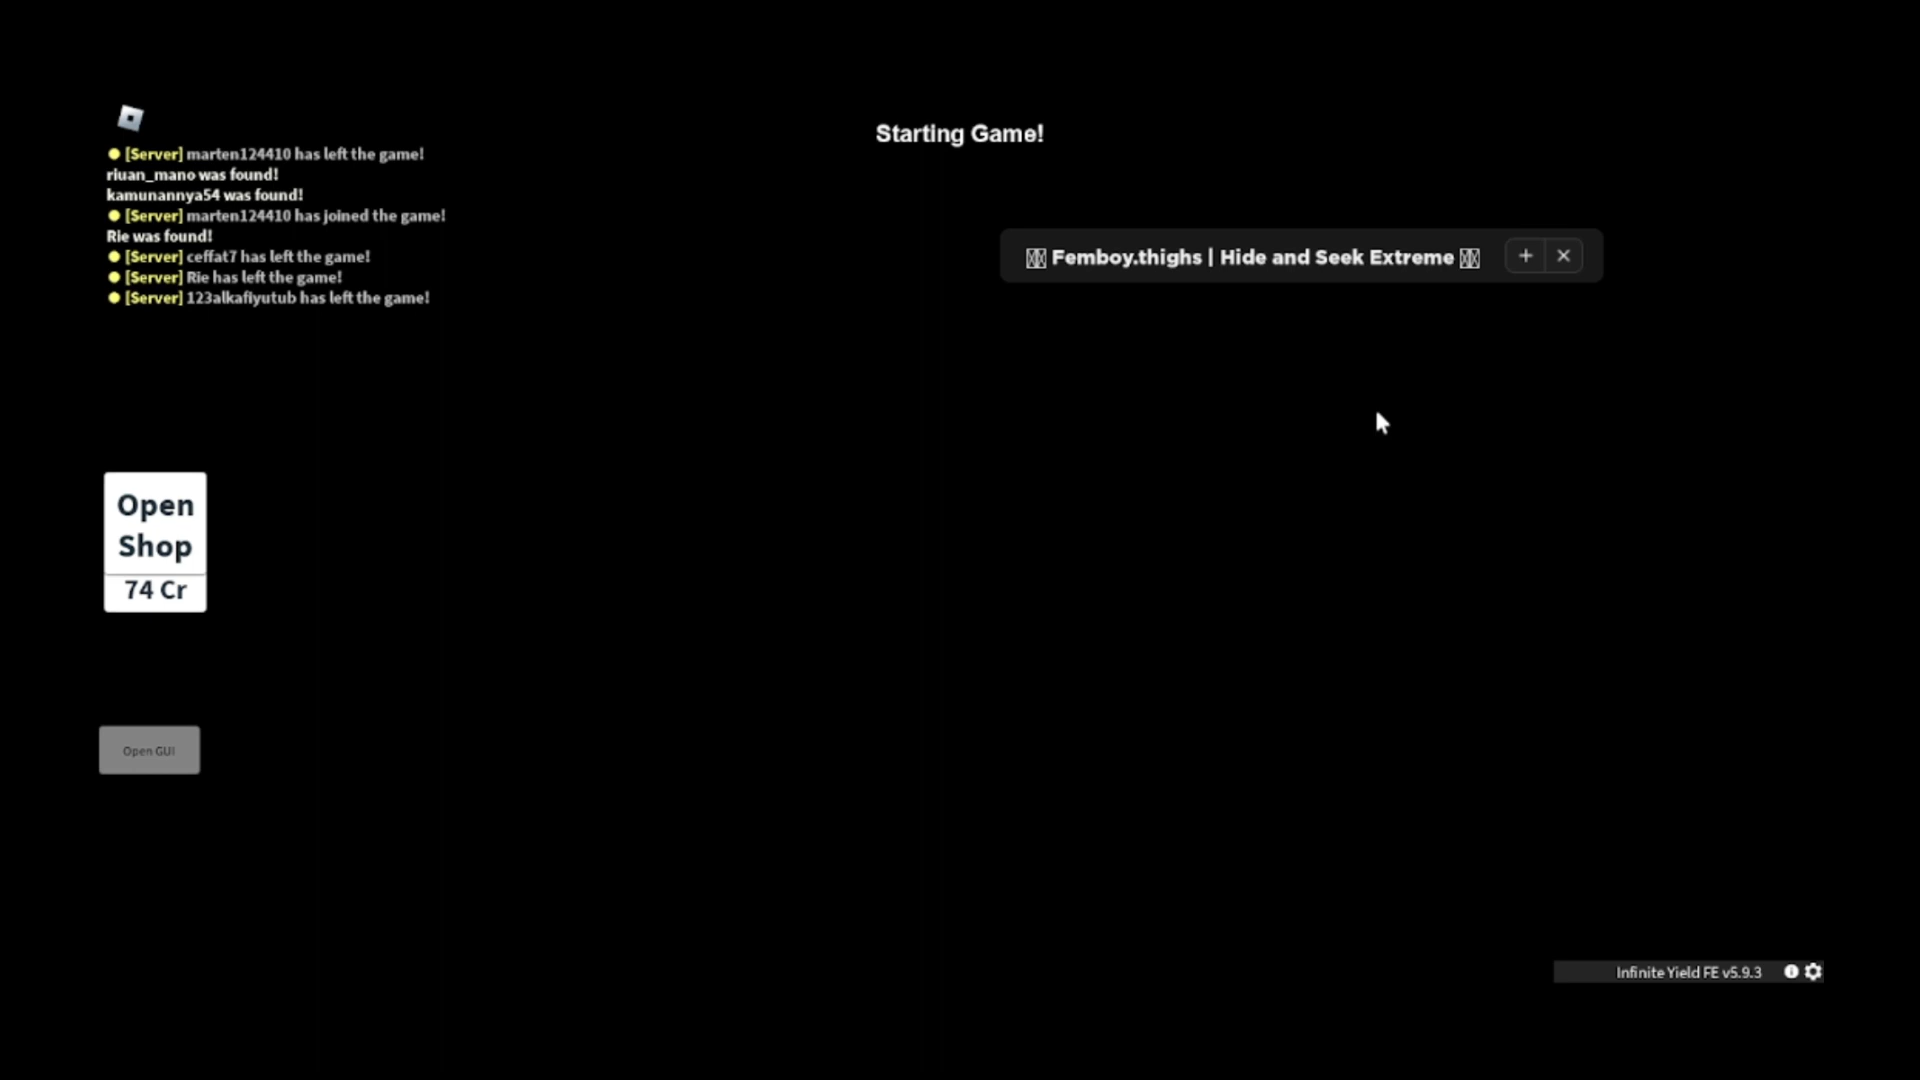 Starting Game!
[Server] marten124410 has left the game!
riuan_mano was found!
kamunannya54 was found!
[Server] marten124410 has joined the game!
Rie was found!
[Server] ceffat7 has left the game!
[Server] Rie has left the game!
[Server] 123alkafiyutub has left the game!
Femboy.thighs | Hide and Seek Extreme
Open
Shop
74 Cr
Open GUI
Infinite Yield FE v5.9.3